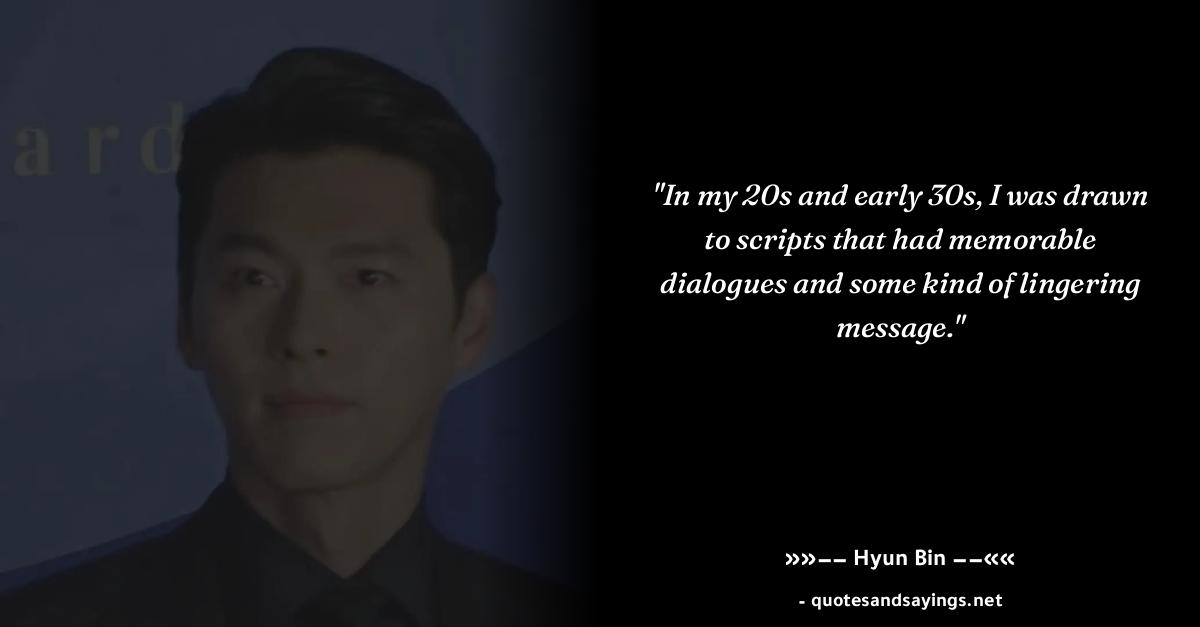 ard
"In my 20s and early 30s, I was drawn
to scripts that had memorable
dialogues and some kind of lingering
message."
»»−− Hyun Bin −−««
- quotesandsayings.net